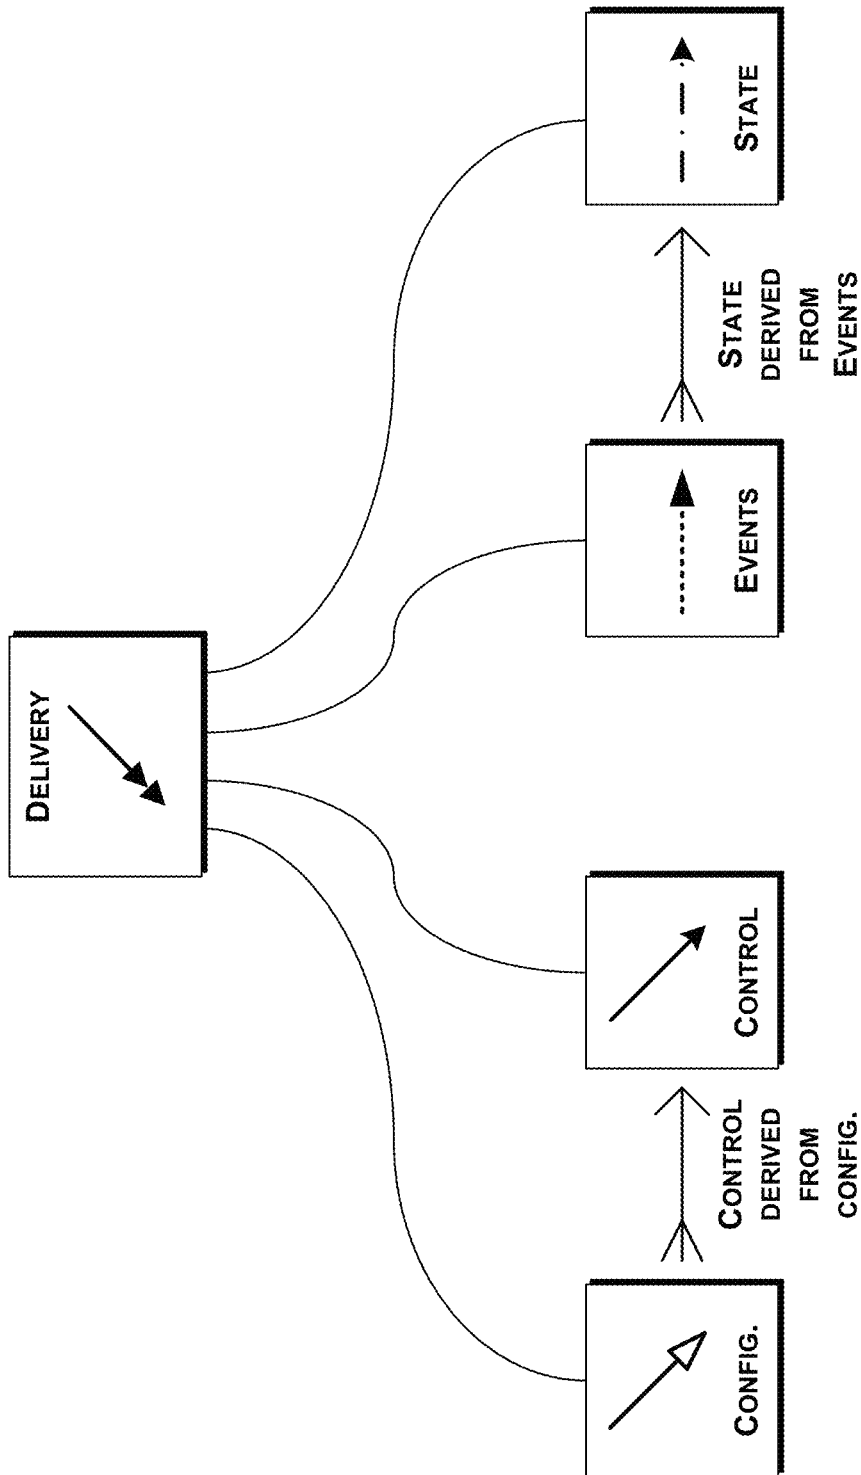 DELIVERY
CONFIG.
CONTROL
DERIVED
FROM
CONFIG.
CONTROL
EVENTS
STATE
DERIVED
FROM
EVENTS
STATE